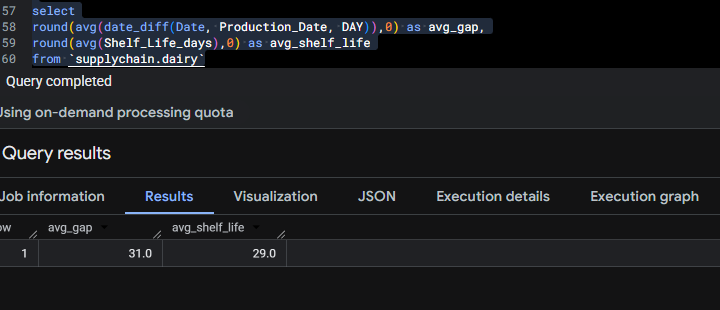 57 select
58 round(avg(date_diff(Date, Production_Date, DAY)),0) as avg_gap,
59 round(avg(Shelf_Life_days),0) as avg_shelf_life
60 from `supplychain.dairy`
Query completed
Using on-demand processing quota
Query results
Job information Results Visualization JSON Execution details Execution graph
ow avg_gap avg_shelf_life
1 31.0 29.0